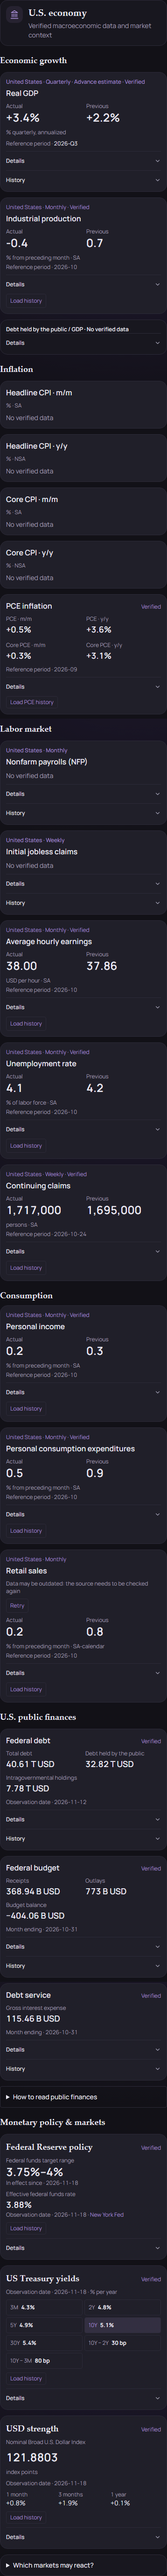 U.S. economy
Verified macroeconomic data and market
context
Economic growth
United States · Quarterly · Advance estimate · Verified
Real GDP
Actual Previous
+3.4% +2.2%
% quarterly, annualized
Reference period · 2026-Q3
Details
History
United States · Monthly · Verified
Industrial production
Actual Previous
-0.4 0.7
% from preceding month · SA
Reference period · 2026-10
Details
Load history
Debt held by the public / GDP · No verified data
Details
Inflation
Headline CPI · m/m
% · SA
No verified data
Headline CPI · y/y
% · NSA
No verified data
Core CPI · m/m
% · SA
No verified data
Core CPI · y/y
% · NSA
No verified data
PCE inflation Verified
PCE · m/m PCE · y/y
+0.5% +3.6%
Core PCE · m/m Core PCE · y/y
+0.3% +3.1%
Reference period · 2026-09
Details
Load PCE history
Labor market
United States · Monthly
Nonfarm payrolls (NFP)
No verified data
Details
History
United States · Weekly
Initial jobless claims
No verified data
Details
History
United States · Monthly · Verified
Average hourly earnings
Actual Previous
38.00 37.86
USD per hour · SA
Reference period · 2026-10
Details
Load history
United States · Monthly · Verified
Unemployment rate
Actual Previous
4.1 4.2
% of labor force · SA
Reference period · 2026-10
Details
Load history
United States · Weekly · Verified
Continuing claims
Actual Previous
1,717,000 1,695,000
persons · SA
Reference period · 2026-10-24
Details
Load history
Consumption
United States · Monthly · Verified
Personal income
Actual Previous
0.2 0.3
% from preceding month · SA
Reference period · 2026-10
Details
Load history
United States · Monthly · Verified
Personal consumption expenditures
Actual Previous
0.5 0.9
% from preceding month · SA
Reference period · 2026-10
Details
Load history
United States · Monthly
Retail sales
Data may be outdated: the source needs to be checked
again
Retry
Actual Previous
0.2 0.8
% from preceding month · SA-calendar
Reference period · 2026-10
Details
Load history
U.S. public finances
Federal debt Verified
Total debt Debt held by the public
40.61 T USD 32.82 T USD
Intragovernmental holdings
7.78 T USD
Observation date · 2026-11-12
Details
History
Federal budget Verified
Receipts Outlays
368.94 B USD 773 B USD
Budget balance
−404.06 B USD
Month ending · 2026-10-31
Details
History
Debt service Verified
Gross interest expense
115.46 B USD
Month ending · 2026-10-31
Details
History
▶ How to read public finances
Monetary policy & markets
Federal Reserve policy Verified
Federal funds target range
3.75%–4%
In effect since · 2026-11-18
Effective federal funds rate
3.88%
Observation date · 2026-11-18 · New York Fed
Load history
Details
US Treasury yields Verified
Observation date · 2026-11-18 · % per year
3M 4.3% 2Y 4.8%
5Y 4.9% 10Y 5.1%
30Y 5.4% 10Y−2Y 30 bp
10Y−3M 80 bp
Load history
Details
USD strength Verified
Nominal Broad U.S. Dollar Index
121.8803
index points
Observation date · 2026-11-18
1 month 3 months 1 year
+0.8% +1.9% +0.1%
Load history
Details
▶ Which markets may react?